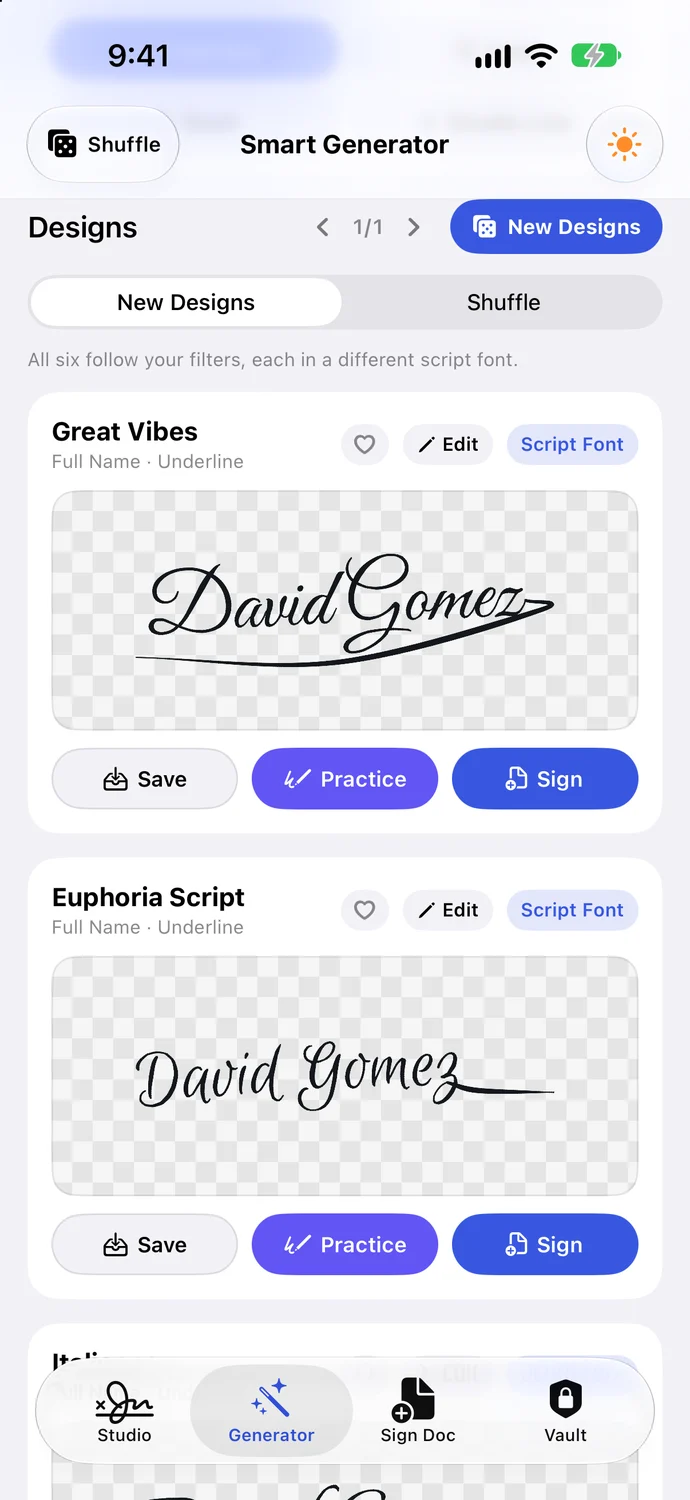 9:41
Shuffle
Smart Generator
Designs
1/1
New Designs
New Designs
Shuffle
All six follow your filters, each in a different script font.
Great Vibes
Full Name · Underline
Edit
Script Font
David Gomez
Save
Practice
Sign
Euphoria Script
Full Name · Underline
Edit
Script Font
David Gomez
Save
Practice
Sign
Studio
Generator
Sign Doc
Vault